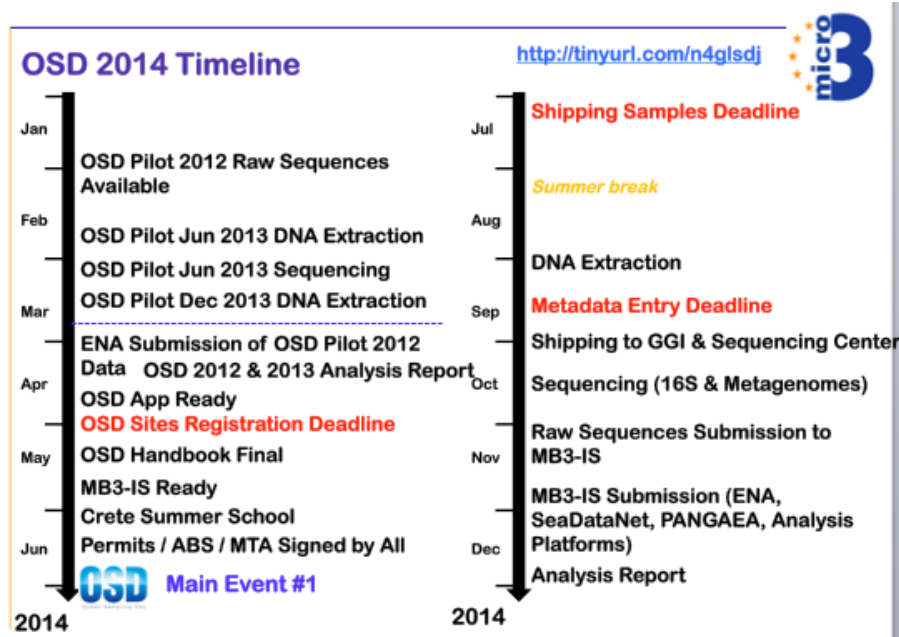 OSD 2014 Timeline
http://tinyurl.com/n4glsdj
micro
3
Jan
OSD Pilot 2012 Raw Sequences
Available
Feb
OSD Pilot Jun 2013 DNA Extraction
OSD Pilot Jun 2013 Sequencing
OSD Pilot Dec 2013 DNA Extraction
Mar
ENA Submission of OSD Pilot 2012
Data OSD 2012 & 2013 Analysis Report
Apr
OSD App Ready
OSD Sites Registration Deadline
May
OSD Handbook Final
MB3-IS Ready
Crete Summer School
Jun
Permits / ABS / MTA Signed by All
OSD
Ocean Sampling Day
Main Event #1
2014
Shipping Samples Deadline
Jul
Summer break
Aug
DNA Extraction
Metadata Entry Deadline
Sep
Shipping to GGI & Sequencing Center
Oct
Sequencing (16S & Metagenomes)
Raw Sequences Submission to
Nov
MB3-IS
MB3-IS Submission (ENA,
SeaDataNet, PANGAEA, Analysis
Dec
Platforms)
Analysis Report
2014